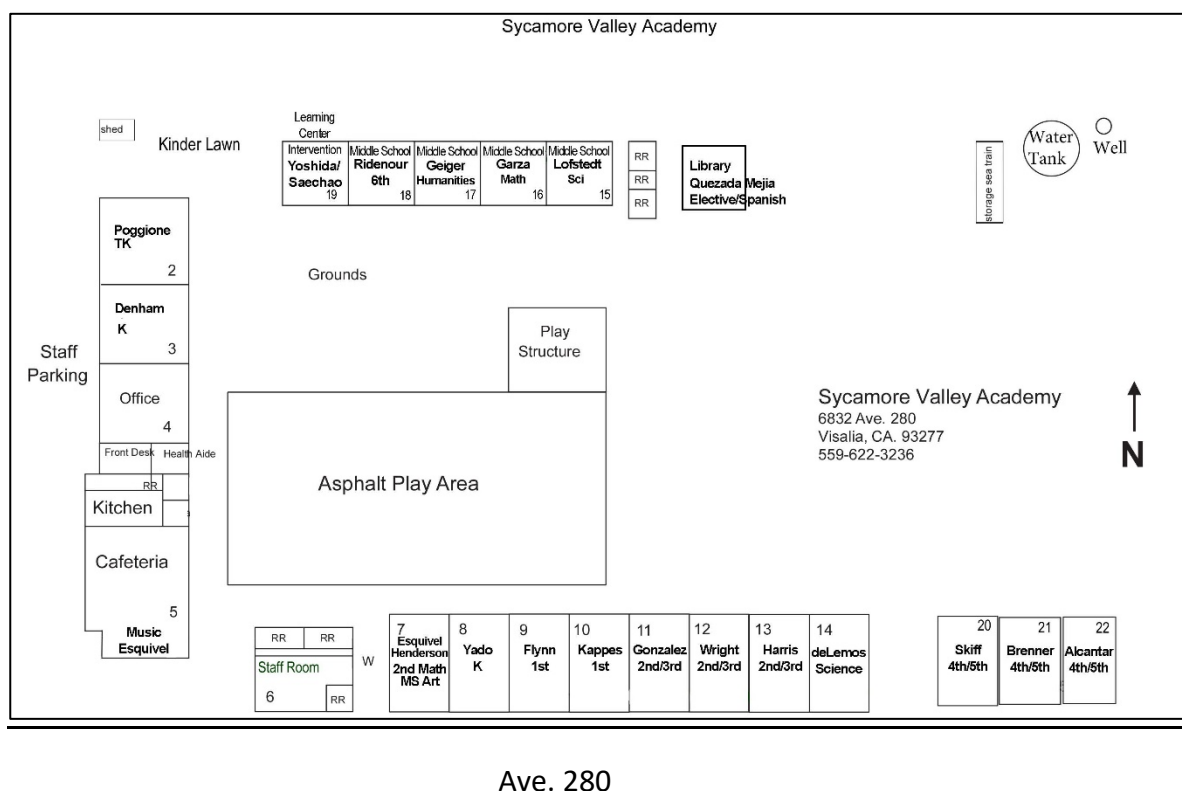 Sycamore Valley Academy
shed
Kinder Lawn
Learning
Center
Intervention
Yoshida/
Saechao
19
Middle School
Ridenour
6th
18
Middle School
Geiger
Humanities
17
Middle School
Garza
Math
16
Middle School
Lofstedt
Sci
15
RR
RR
RR
Library
Quezada Mejia
Elective/Spanish
storage sea train
Water
Tank
Well
Poggione
TK
2
Grounds
Denham
K
3
Staff
Parking
Office
4
Front Desk
Health Aide
RR
Kitchen
Cafeteria
5
Music
Esquivel
Play
Structure
Asphalt Play Area
Sycamore Valley Academy
6832 Ave. 280
Visalia, CA. 93277
559-622-3236
N
RR
RR
Staff Room
6
RR
W
7
Esquivel
Henderson
2nd Math
MS Art
8
Yado
K
9
Flynn
1st
10
Kappes
1st
11
Gonzalez
2nd/3rd
12
Wright
2nd/3rd
13
Harris
2nd/3rd
14
deLemos
Science
20
Skiff
4th/5th
21
Brenner
4th/5th
22
Alcantar
4th/5th
Ave. 280